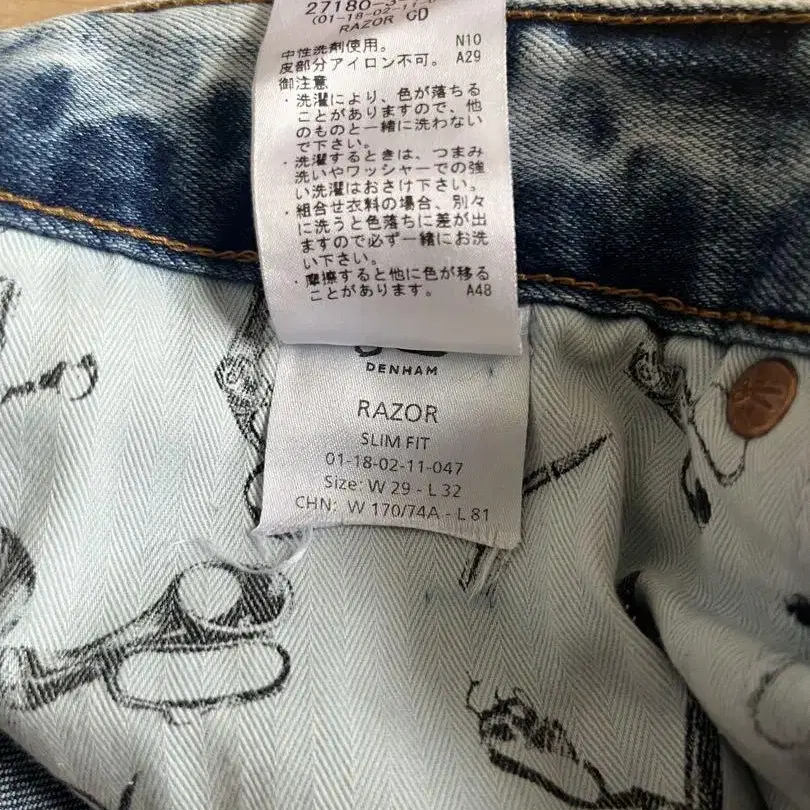 RAZOR CD
中性洗剤使用。 N10
皮部分アイロン不可。 A29
御注意
・洗濯により、色が落ちる
ことがありますので、他
のものと一緒に洗わない
で下さい。
・洗濯するときは、つまみ
洗いやワッシャーでの強
い洗濯はおさけ下さい。
・組合せ衣料の場合、別々
に洗うと色落ちに差が出
ますので必ず一緒にお洗
い下さい。
・摩擦すると他に色が移る
ことがあります。 A48
DENHAM
RAZOR
SLIM FIT
01-18-02-11-047
Size: W 29 - L 32
CHN: W 170/74A - L 81